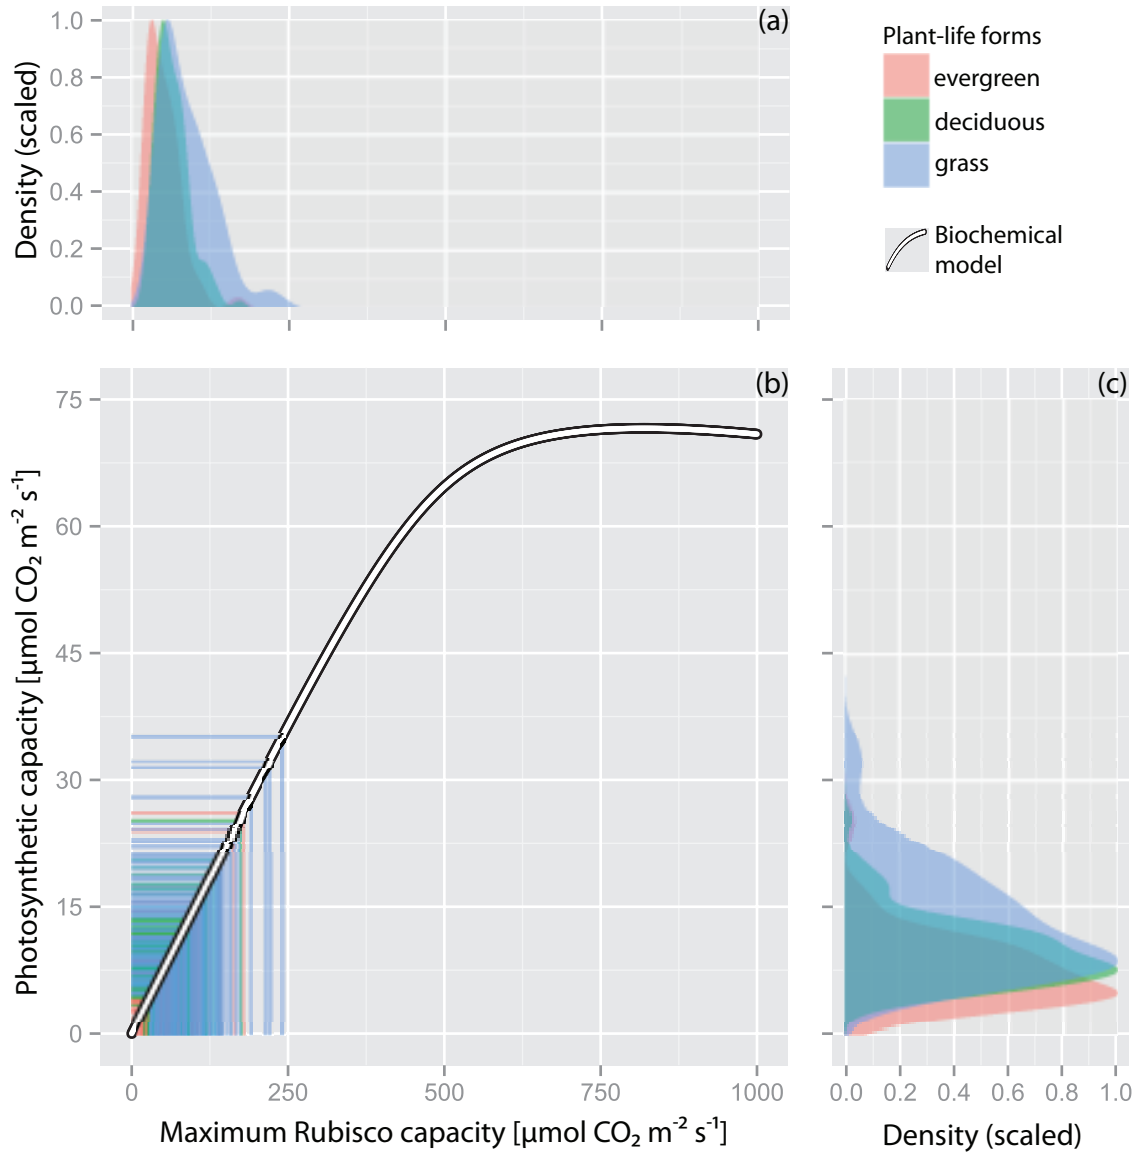 (a)
Density (scaled)
1.0
0.8
0.6
0.4
0.2
0.0
Plant-life forms
evergreen
deciduous
grass
Biochemical
model
(b)
Photosynthetic capacity [µmol CO₂ m⁻² s⁻¹]
75
60
45
30
15
0
0 250 500 750 1000
Maximum Rubisco capacity [µmol CO₂ m⁻² s⁻¹]
(c)
0.0 0.2 0.4 0.6 0.8 1.0
Density (scaled)